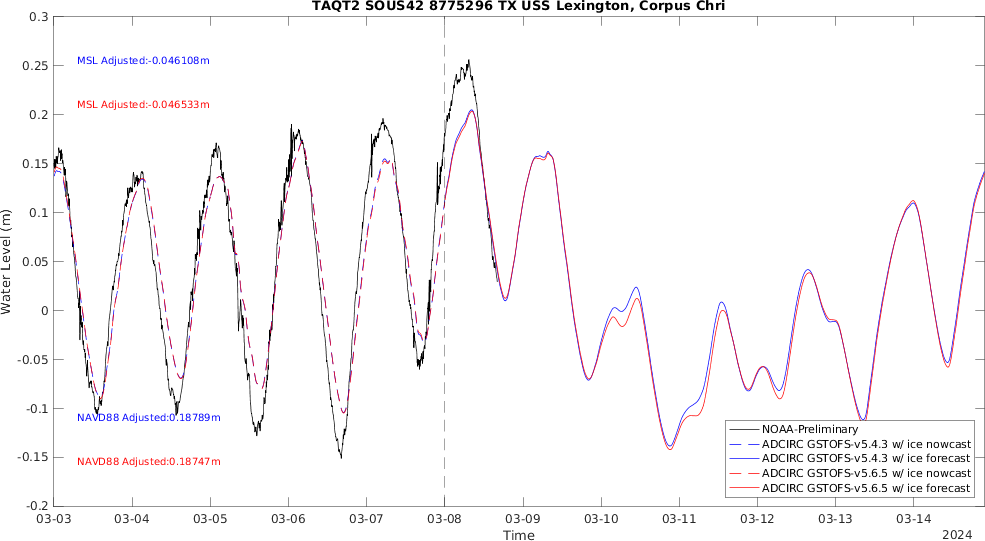 TAQT2 SOUS42 8775296 TX USS Lexington, Corpus Chri
0.3
0.25
0.2
0.15
0.1
0.05
0
-0.05
-0.1
-0.15
-0.2
Water Level (m)
MSL Adjusted:-0.046108m
MSL Adjusted:-0.046533m
NAVD88 Adjusted:0.18789m
NAVD88 Adjusted:0.18747m
NOAA-Preliminary
ADCIRC GSTOFS-v5.4.3 w/ ice nowcast
ADCIRC GSTOFS-v5.4.3 w/ ice forecast
ADCIRC GSTOFS-v5.6.5 w/ ice nowcast
ADCIRC GSTOFS-v5.6.5 w/ ice forecast
03-03 03-04 03-05 03-06 03-07 03-08 03-09 03-10 03-11 03-12 03-13 03-14
Time
2024